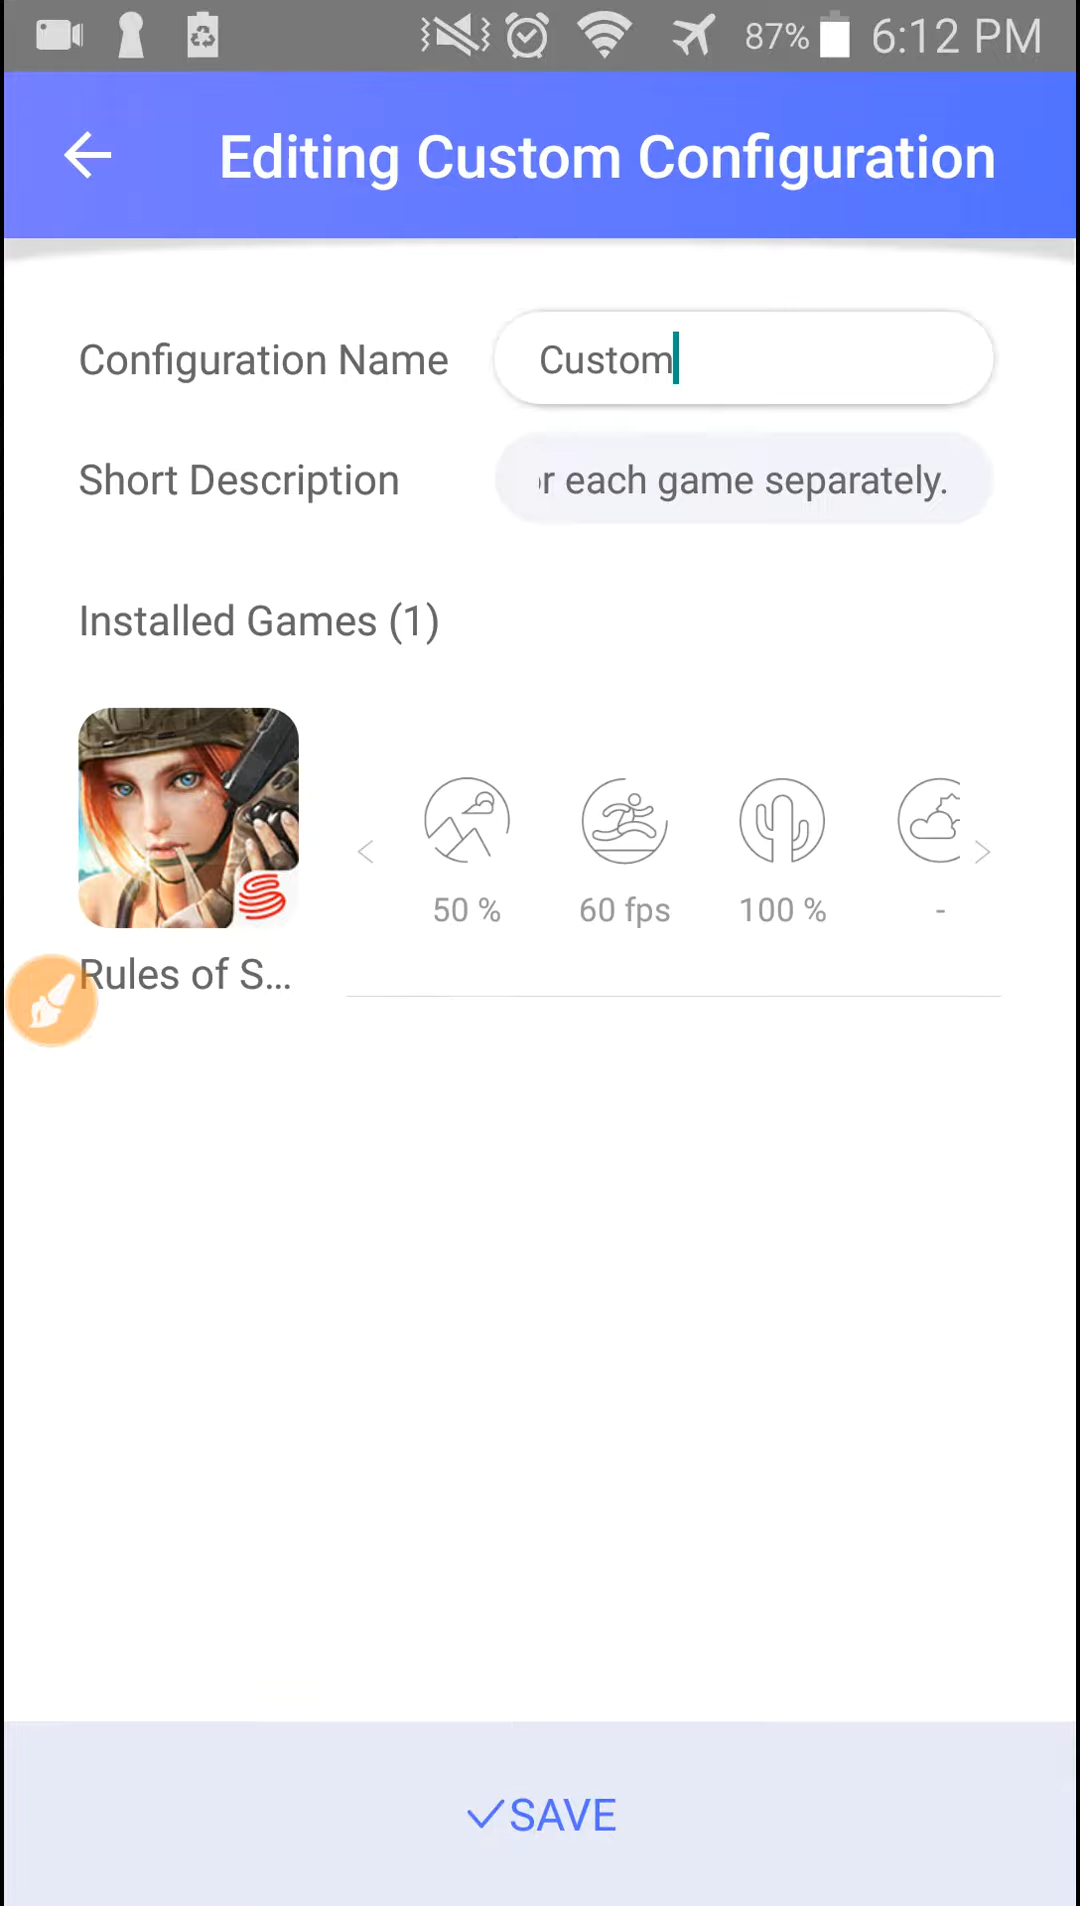 87% 6:12 PM
Editing Custom Configuration
Configuration Name Custom
Short Description r each game separately.
Installed Games (1)
50 % 60 fps 100 % -
Rules of S...
SAVE